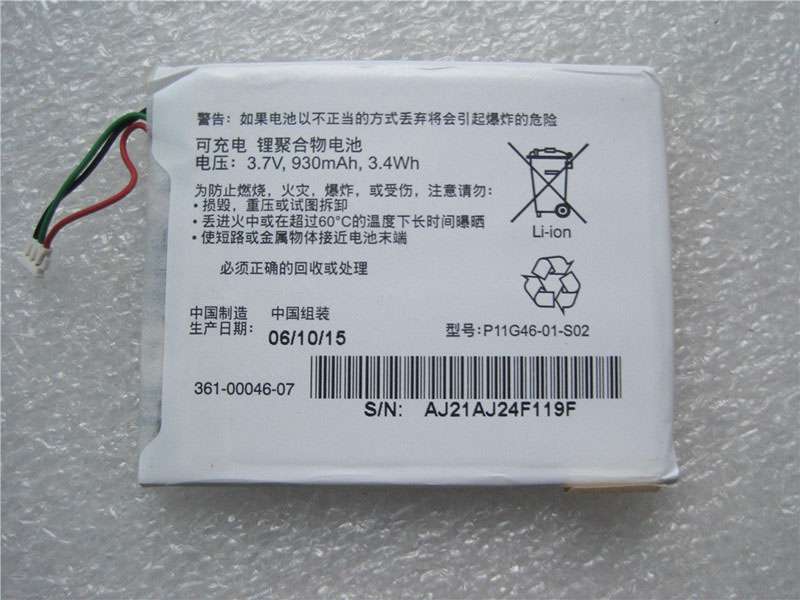 警告: 如果电池以不正当的方式丢弃将会引起爆炸的危险
可充电 锂聚合物电池
电压: 3.7V, 930mAh, 3.4Wh
为防止燃烧，火灾，爆炸，或受伤，注意请勿:
• 损毁，重压或试图拆卸
• 丢进火中或在超过60°C的温度下长时间曝晒
• 使短路或金属物体接近电池末端
Li-ion
必须正确的回收或处理
中国制造 中国组装
生产日期: 06/10/15
型号: P11G46-01-S02
361-00046-07
S/N: AJ21AJ24F119F